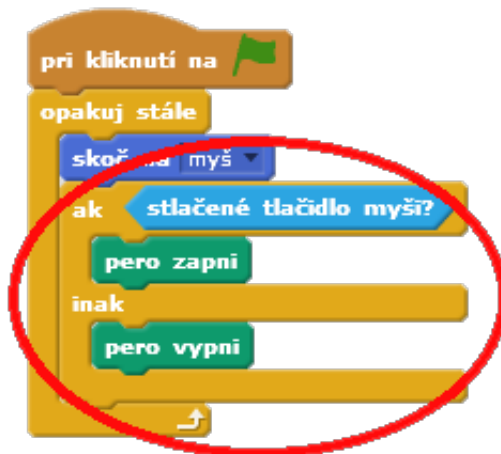 pri kliknutí na
opakuj stále
skoč na myš
ak stlačené tlačidlo myši?
pero zapni
inak
pero vypni